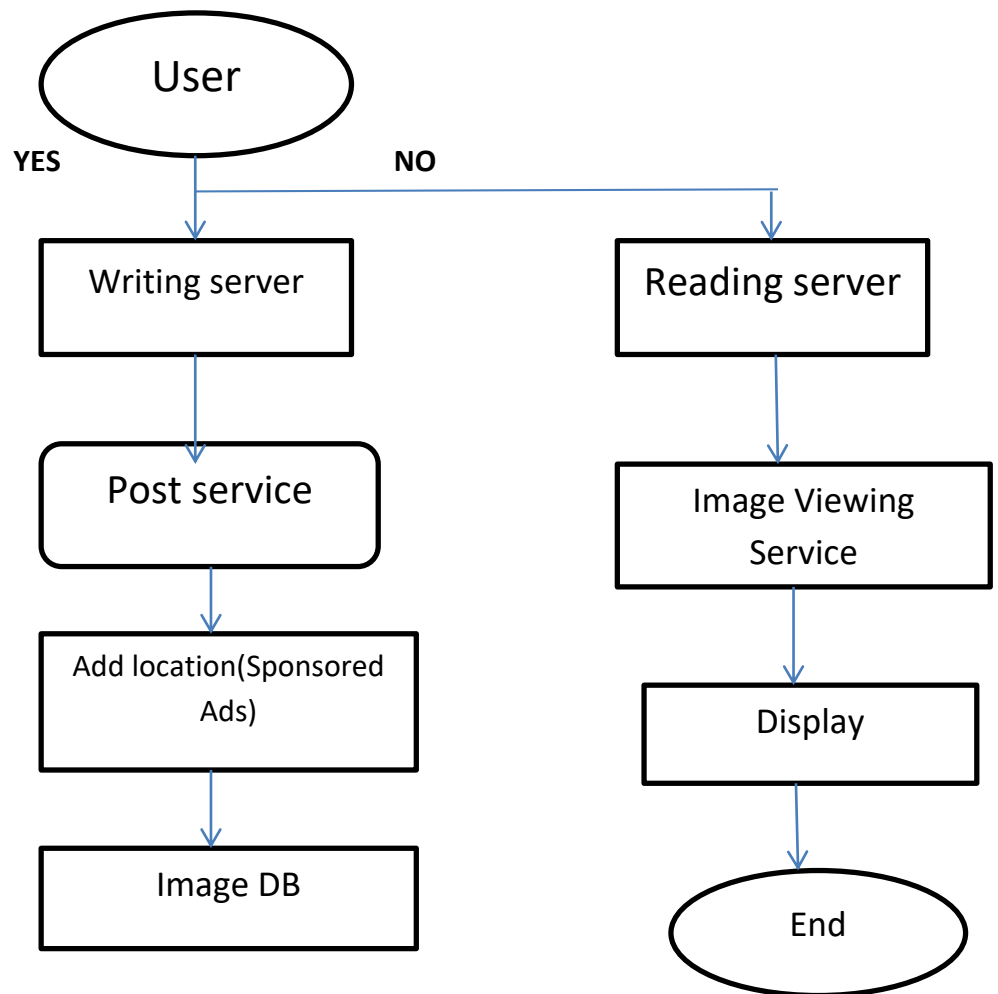 User
YES
NO
Writing server
Reading server
Post service
Image Viewing
Service
Add location(Sponsored
Ads)
Display
Image DB
End